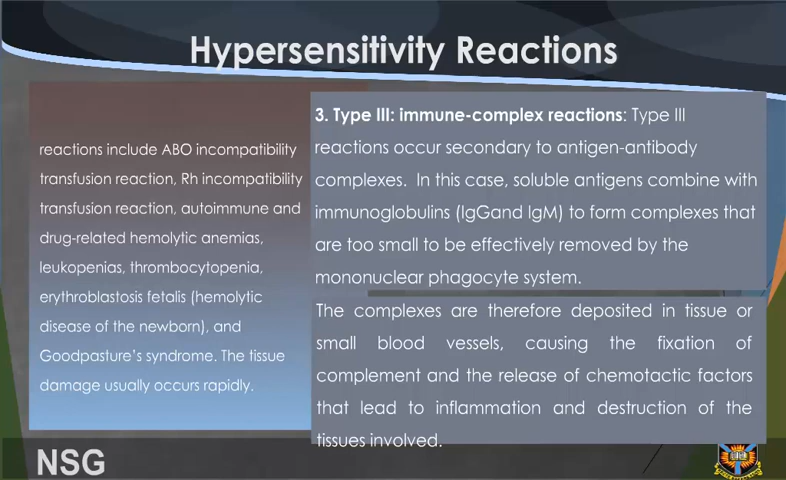 Hypersensitivity Reactions
reactions include ABO incompatibility
transfusion reaction, Rh incompatibility
transfusion reaction, autoimmune and
drug-related hemolytic anemias,
leukopenias, thrombocytopenia,
erythroblastosis fetalis (hemolytic
disease of the newborn), and
Goodpasture's syndrome. The tissue
damage usually occurs rapidly.
3. Type III: immune-complex reactions: Type III
reactions occur secondary to antigen-antibody
complexes. In this case, soluble antigens combine with
immunoglobulins (IgGand IgM) to form complexes that
are too small to be effectively removed by the
mononuclear phagocyte system.
The complexes are therefore deposited in tissue or
small blood vessels, causing the fixation of
complement and the release of chemotactic factors
that lead to inflammation and destruction of the
tissues involved.
NSG